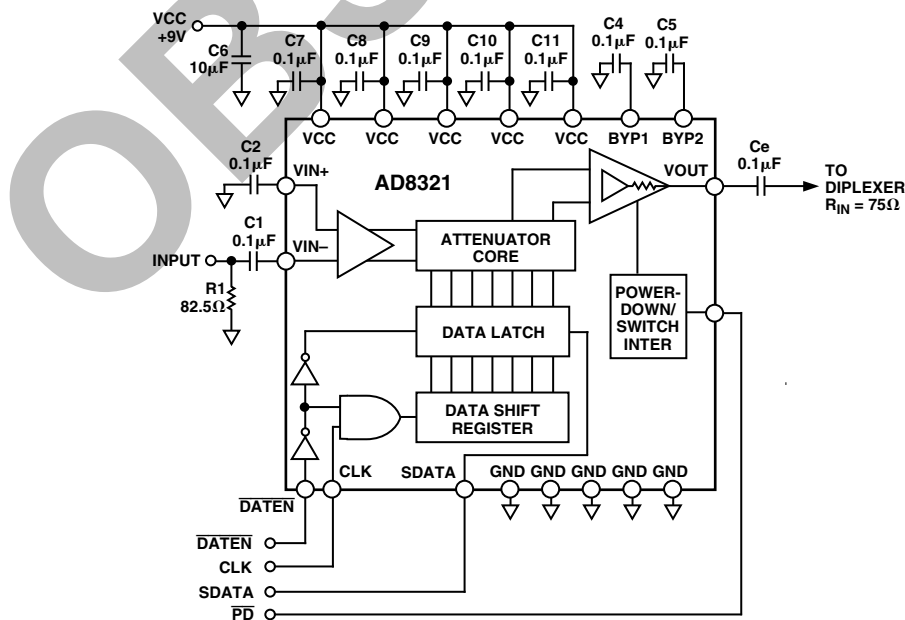 OBS
VCC
+9V
C6
10μF
C7
0.1μF
C8
0.1μF
C9
0.1μF
C10
0.1μF
C11
0.1μF
C4
0.1μF
C5
0.1μF
VCC
VCC
VCC
VCC
VCC
BYP1
BYP2
C2
0.1μF
VIN+
AD8321
VOUT
Ce
0.1μF
TO
DIPLEXER
RIN = 75Ω
C1
0.1μF
VIN–
INPUT
R1
82.5Ω
ATTENUATOR
CORE
POWER-
DOWN/
SWITCH
INTER
DATA LATCH
DATA SHIFT
REGISTER
CLK
SDATA
GND
GND
GND
GND
GND
DATEN
DATEN
CLK
SDATA
PD